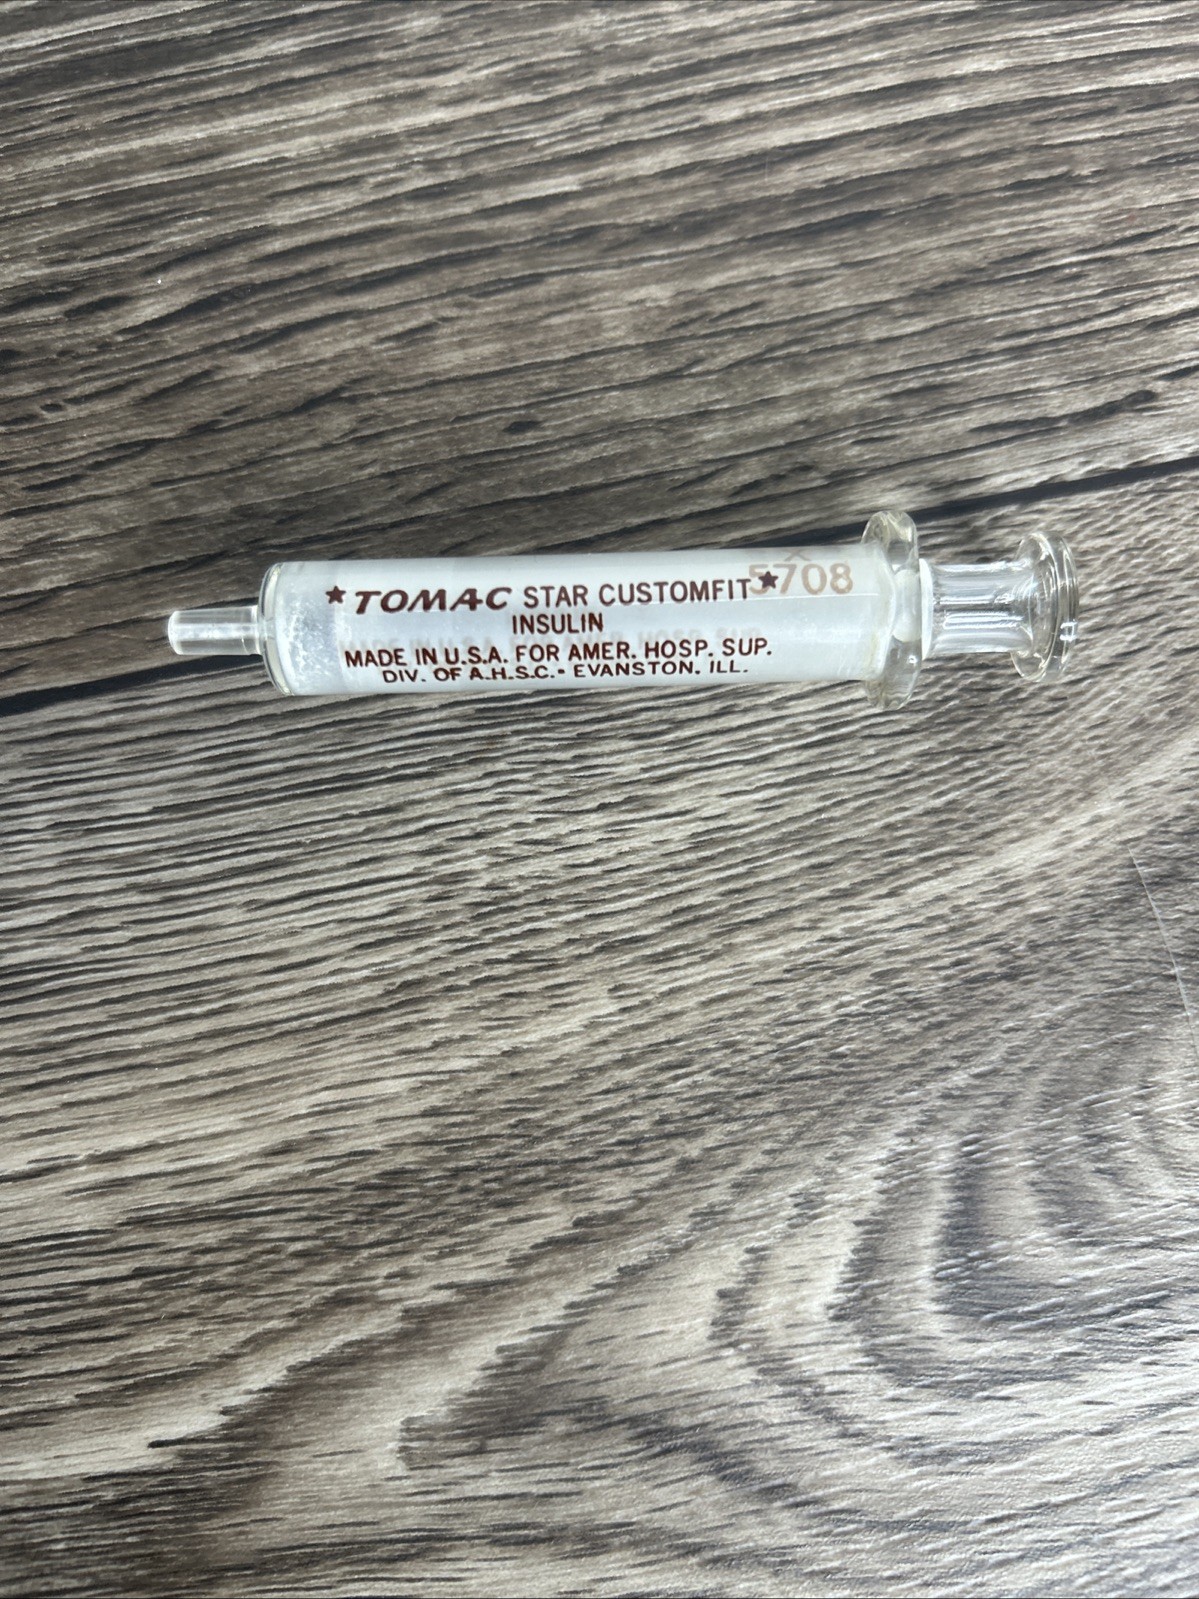 ★ TOMAC STAR CUSTOMFIT ★ 5708
INSULIN
MADE IN U.S.A. FOR AMER. HOSP. SUP.
DIV. OF A.H.S.C. • EVANSTON, ILL.